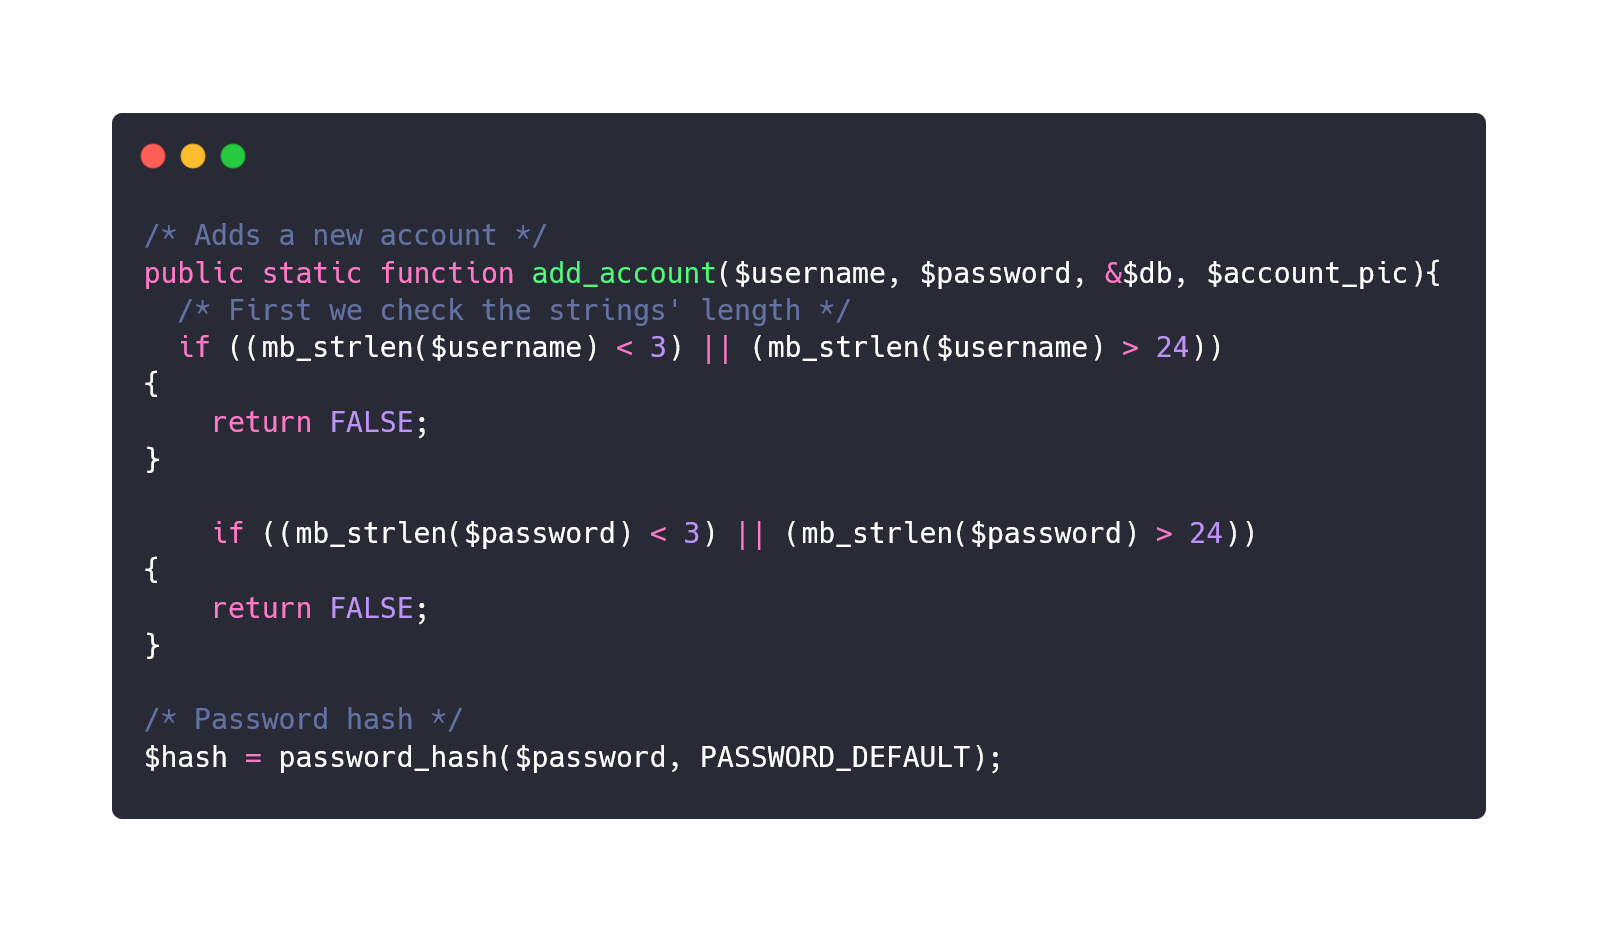 /* Adds a new account */
public static function add_account($username, $password, &$db, $account_pic){
  /* First we check the strings' length */
  if ((mb_strlen($username) < 3) || (mb_strlen($username) > 24))
{
    return FALSE;
}

    if ((mb_strlen($password) < 3) || (mb_strlen($password) > 24))
{
    return FALSE;
}

/* Password hash */
$hash = password_hash($password, PASSWORD_DEFAULT);